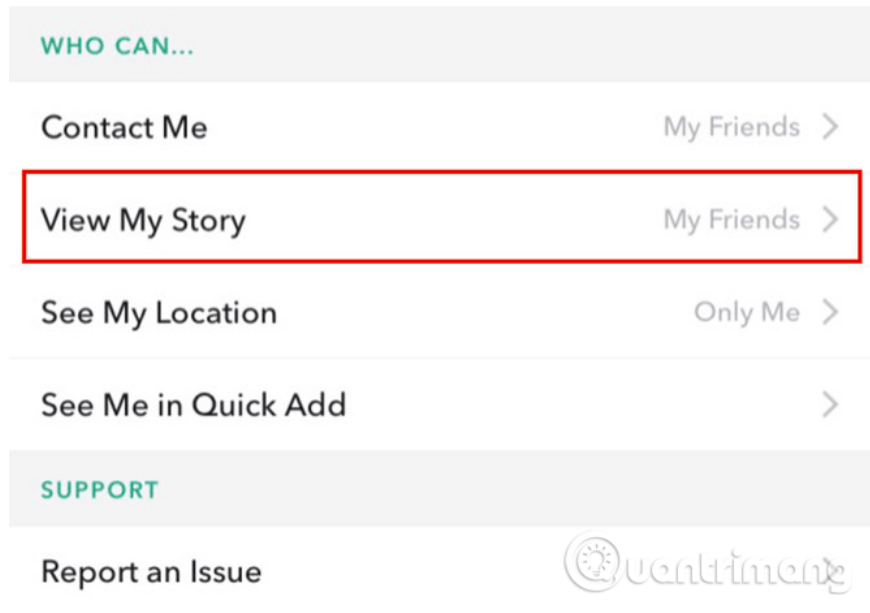 WHO CAN...
Contact Me My Friends
View My Story My Friends
See My Location Only Me
See Me in Quick Add
SUPPORT
Report an Issue
Quantrimang